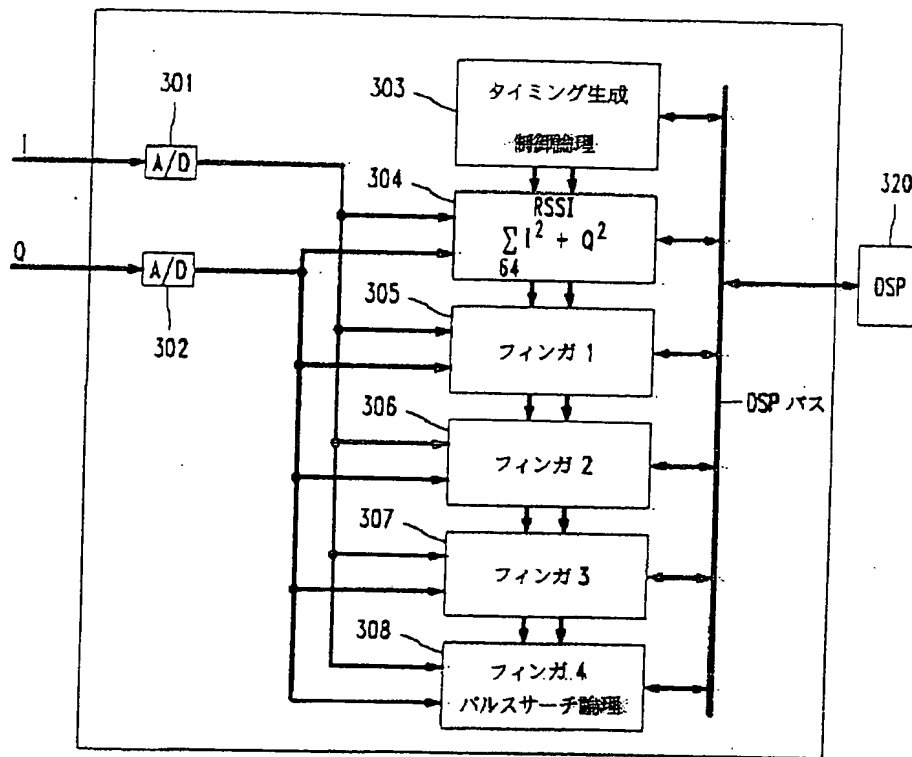 301
303
タイミング生成
制御論理
I
A/D
304
RSSI
∑ I² + Q²
64
320
DSP
Q
A/D
302
305
フィンガ 1
DSP バス
306
フィンガ 2
307
フィンガ 3
308
フィンガ 4
パルスサーチ論理